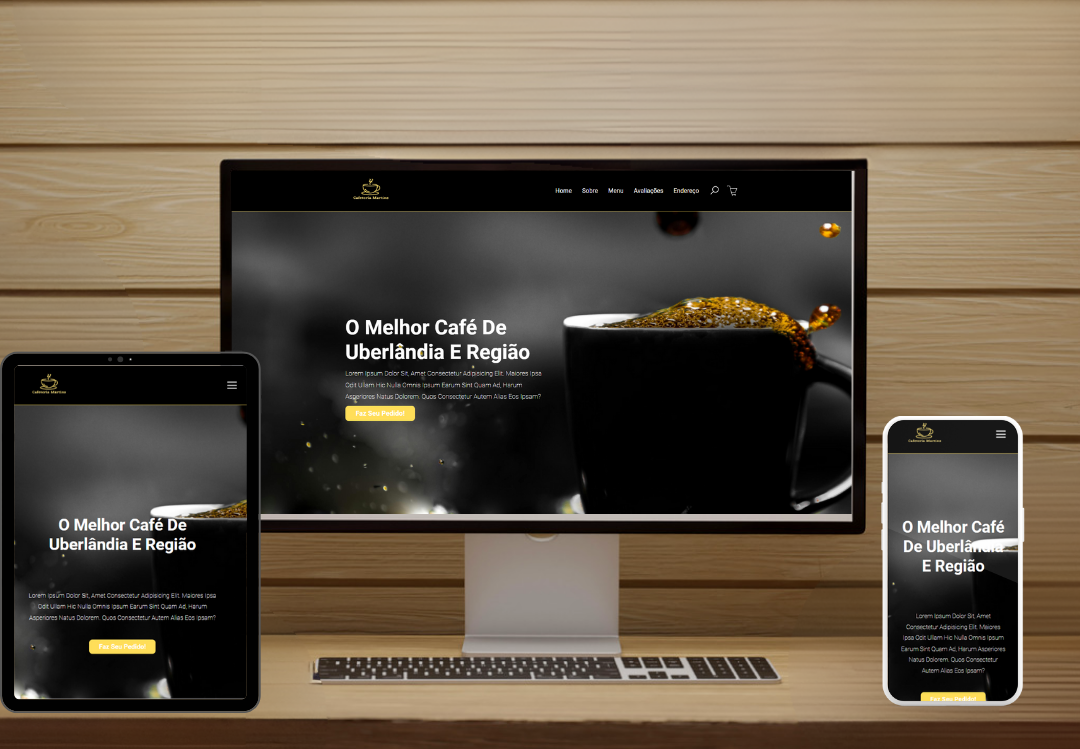 Cafeteria Martins
Home Sobre Menu Avaliações Endereço
O Melhor Café De
Uberlândia E Região
Lorem Ipsum Dolor Sit, Amet Consectetur Adipisicing Elit. Maiores Ipsa
Odit Ullam Hic Nulla Omnis Ipsum Earum Sint Quam Ad, Harum
Asperiores Natus Dolorem. Quos Consectetur Autem Alias Eos Ipsam?
Faz Seu Pedido!
Cafeteria Martins
O Melhor Café De
Uberlândia E Região
Lorem Ipsum Dolor Sit, Amet Consectetur Adipisicing Elit. Maiores Ipsa
Odit Ullam Hic Nulla Omnis Ipsum Earum Sint Quam Ad, Harum
Asperiores Natus Dolorem. Quos Consectetur Autem Alias Eos Ipsam?
Faz Seu Pedido!
Cafeteria Martins
O Melhor Café
De Uberlândia
E Região
Lorem Ipsum Dolor Sit, Amet
Consectetur Adipisicing Elit. Maiores
Ipsa Odit Ullam Hic Nulla Omnis Ipsum
Earum Sint Quam Ad, Harum Asperiores
Natus Dolorem. Quos Consectetur
Autem Alias Eos Ipsam?
Faz Seu Pedido!